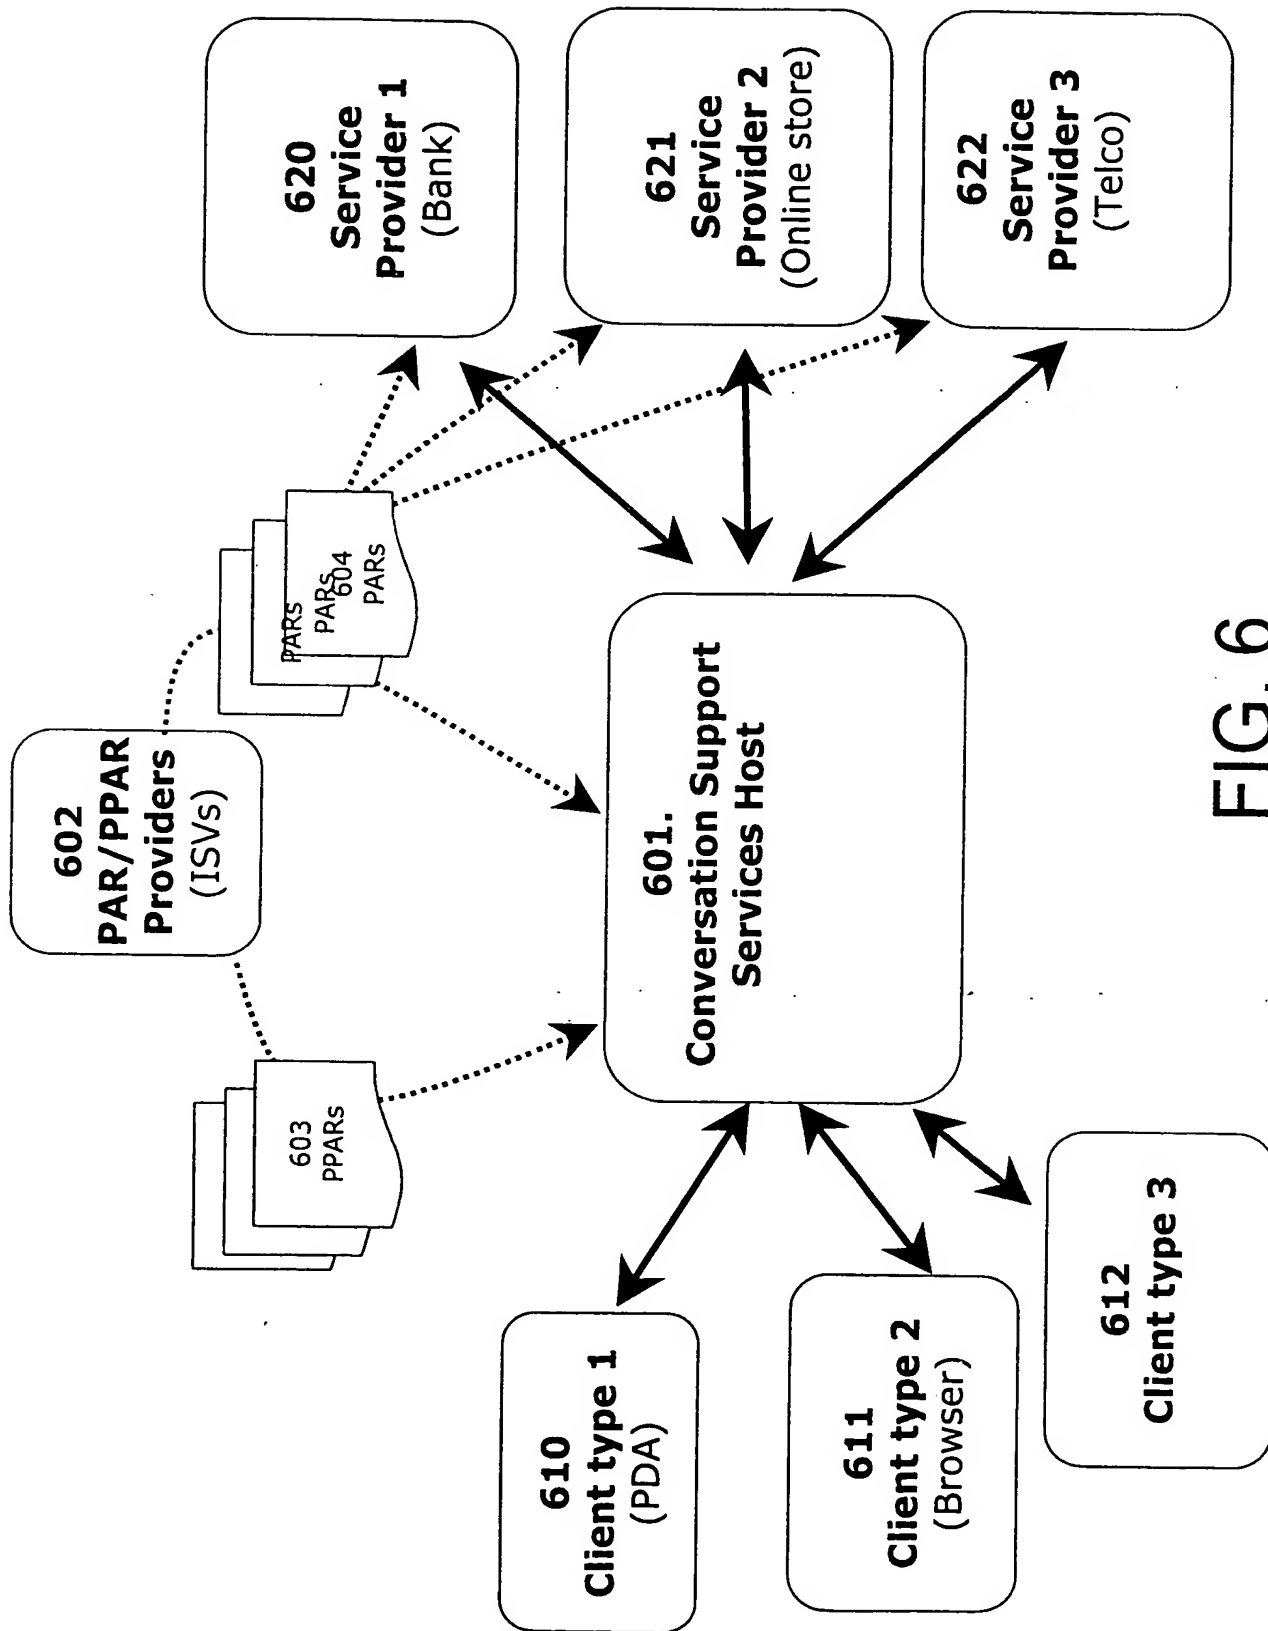 602
PAR/PPAR
Providers
(ISVs)
603
PPARs
PARs
PARs
604
PARs
610
Client type 1
(PDA)
601.
Conversation Support
Services Host
620
Service
Provider 1
(Bank)
611
Client type 2
(Browser)
621
Service
Provider 2
(Online store)
612
Client type 3
622
Service
Provider 3
(Telco)
FIG. 6